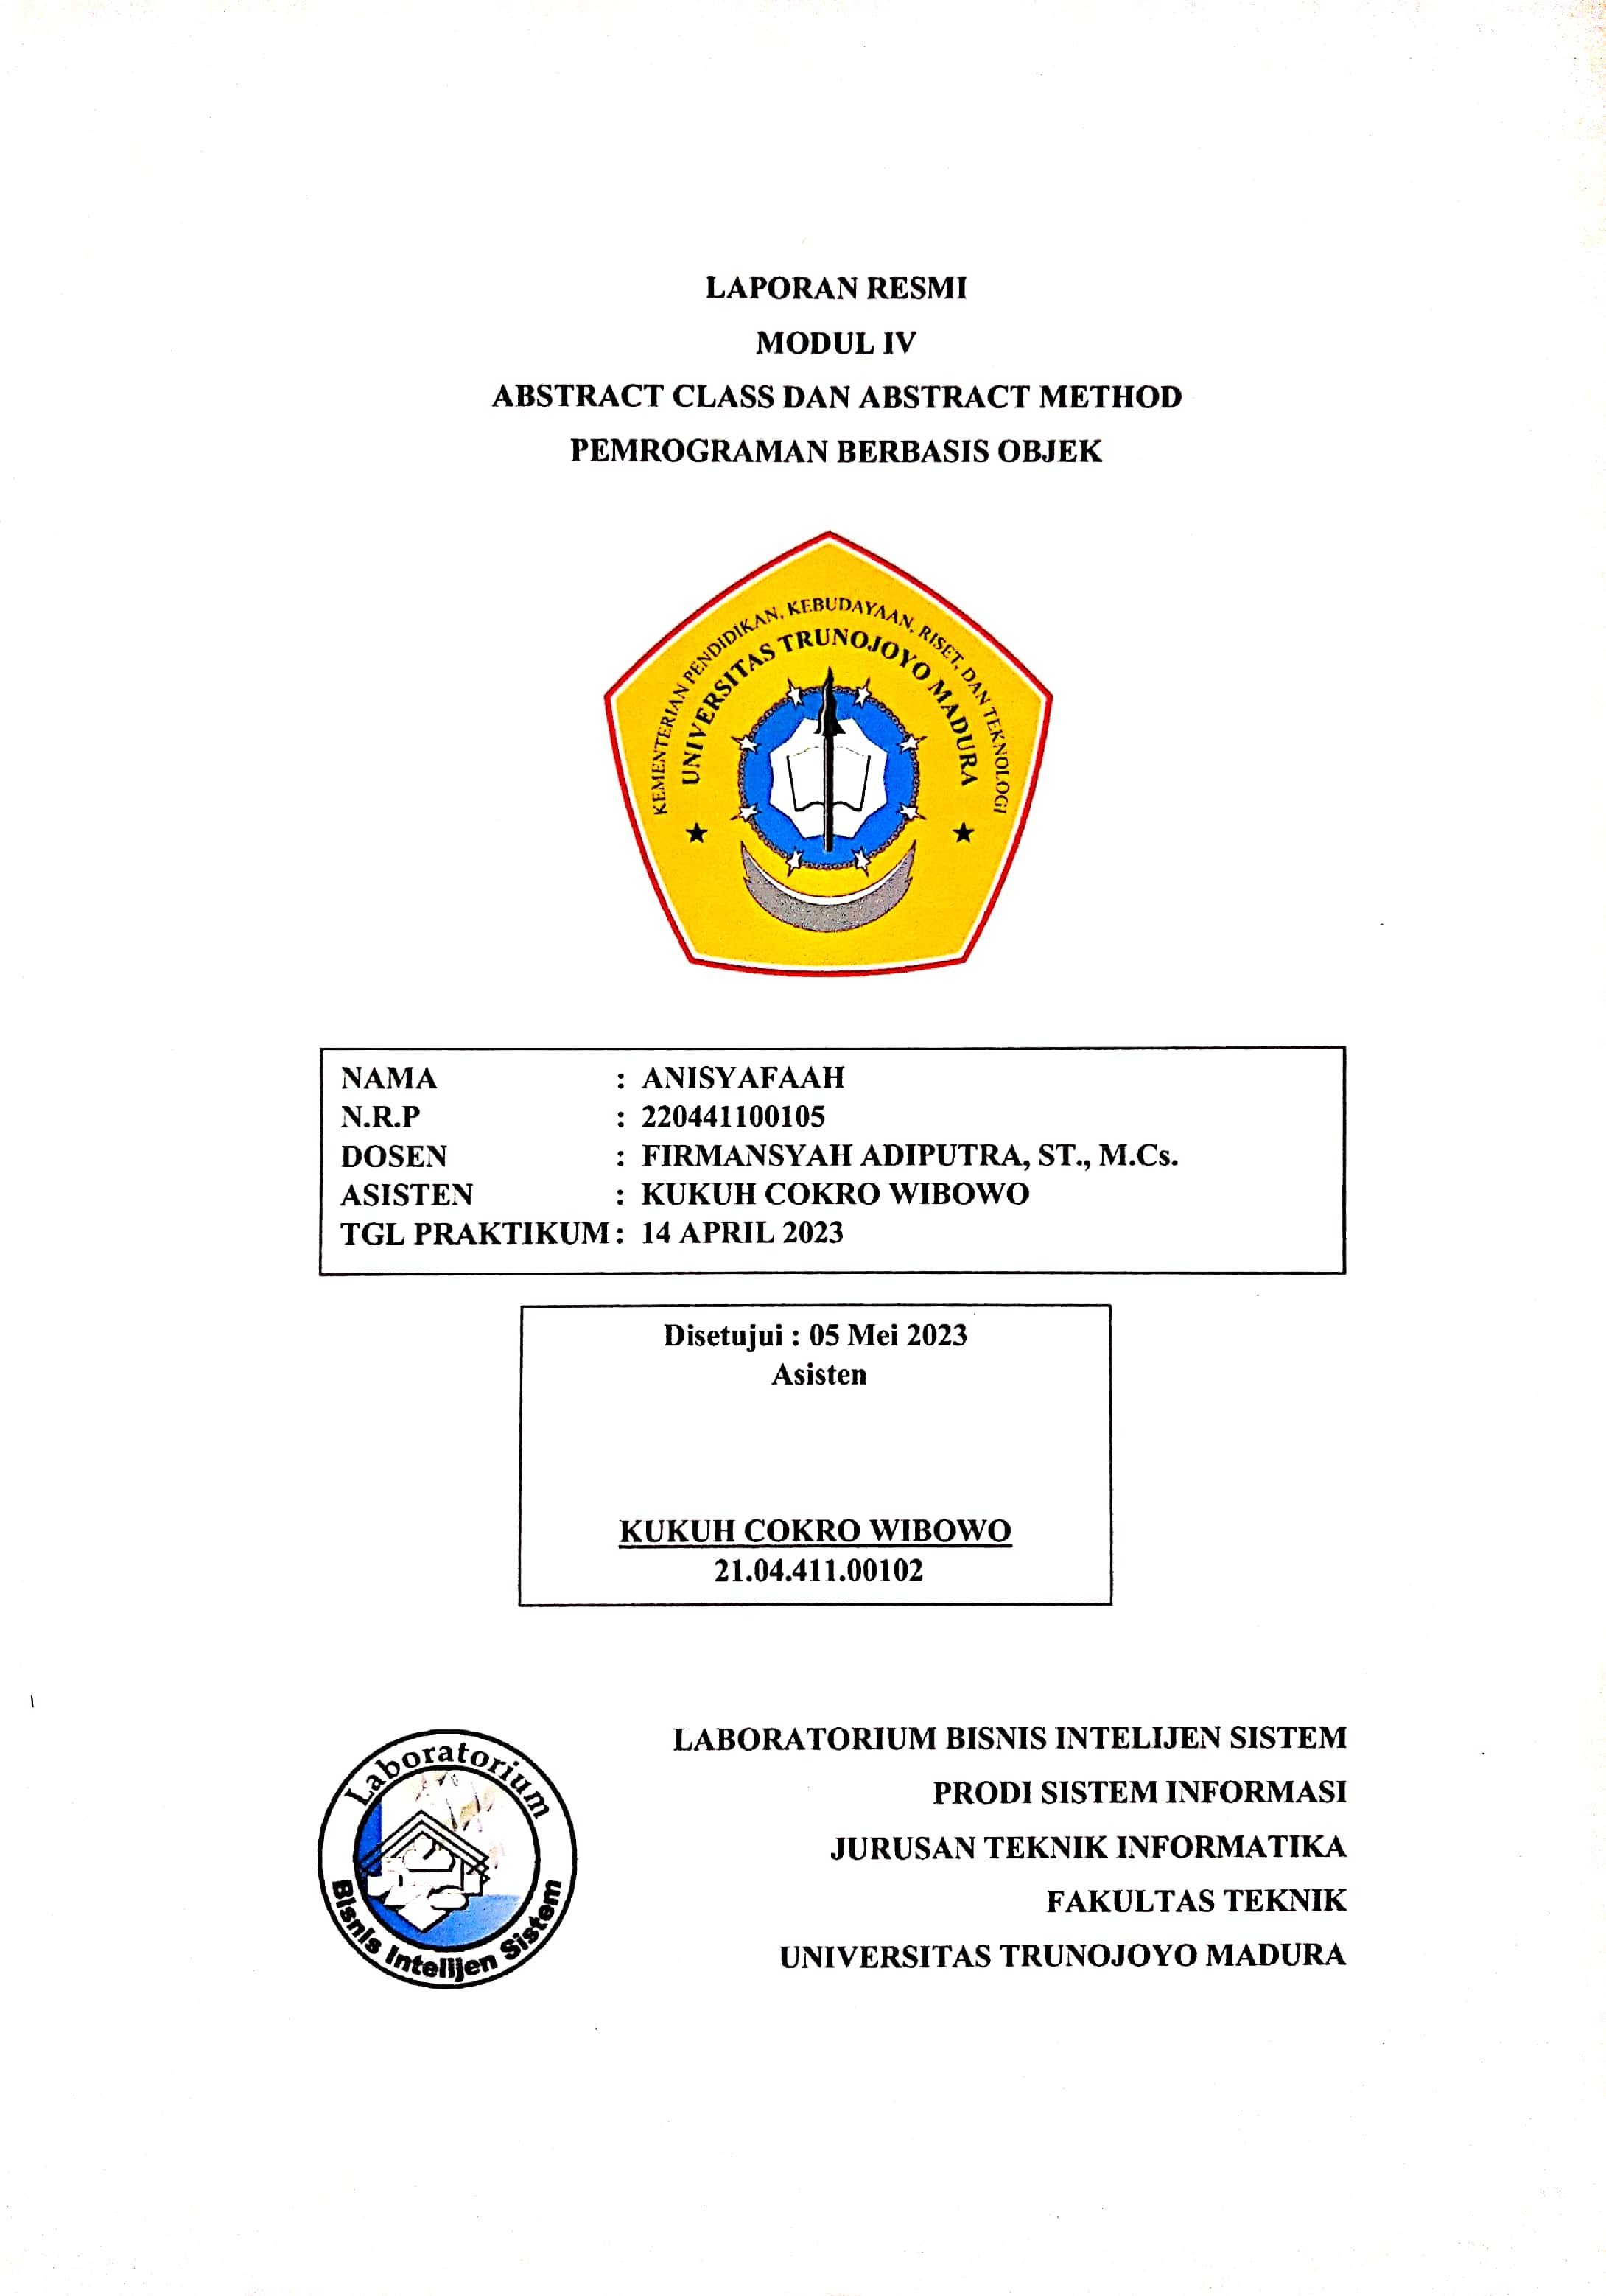 LAPORAN RESMI
MODUL IV
ABSTRACT CLASS DAN ABSTRACT METHOD
PEMROGRAMAN BERBASIS OBJEK
KEMENTERIAN PENDIDIKAN, KEBUDAYAAN, RISET, DAN TEKNOLOGI
UNIVERSITAS TRUNOJOYO MADURA
NAMA : ANISYAFAAH
N.R.P : 220441100105
DOSEN : FIRMANSYAH ADIPUTRA, ST., M.Cs.
ASISTEN : KUKUH COKRO WIBOWO
TGL PRAKTIKUM : 14 APRIL 2023
Disetujui : 05 Mei 2023
Asisten
KUKUH COKRO WIBOWO
21.04.411.00102
LABORATORIUM BISNIS INTELIJEN SISTEM
PRODI SISTEM INFORMASI
JURUSAN TEKNIK INFORMATIKA
FAKULTAS TEKNIK
UNIVERSITAS TRUNOJOYO MADURA
Laboratorium
Bisnis Intelijen Sistem